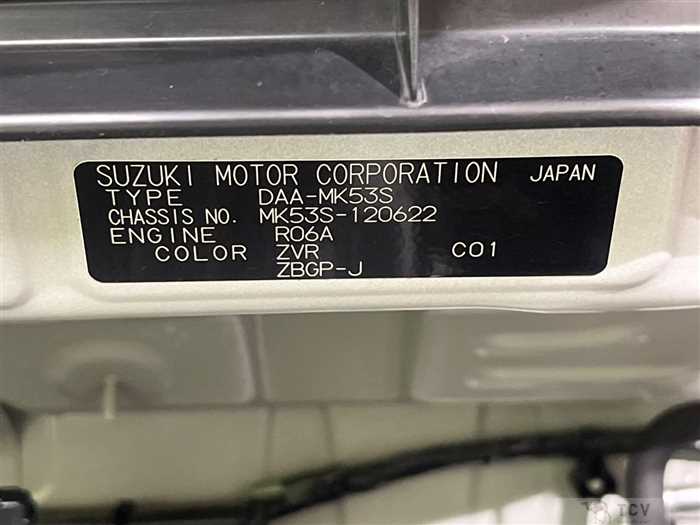 SUZUKI MOTOR CORPORATION JAPAN
TYPE DAA-MK53S
CHASSIS NO. MK53S-120622
ENGINE R06A
COLOR ZVR C01
ZBGP-J
TCV